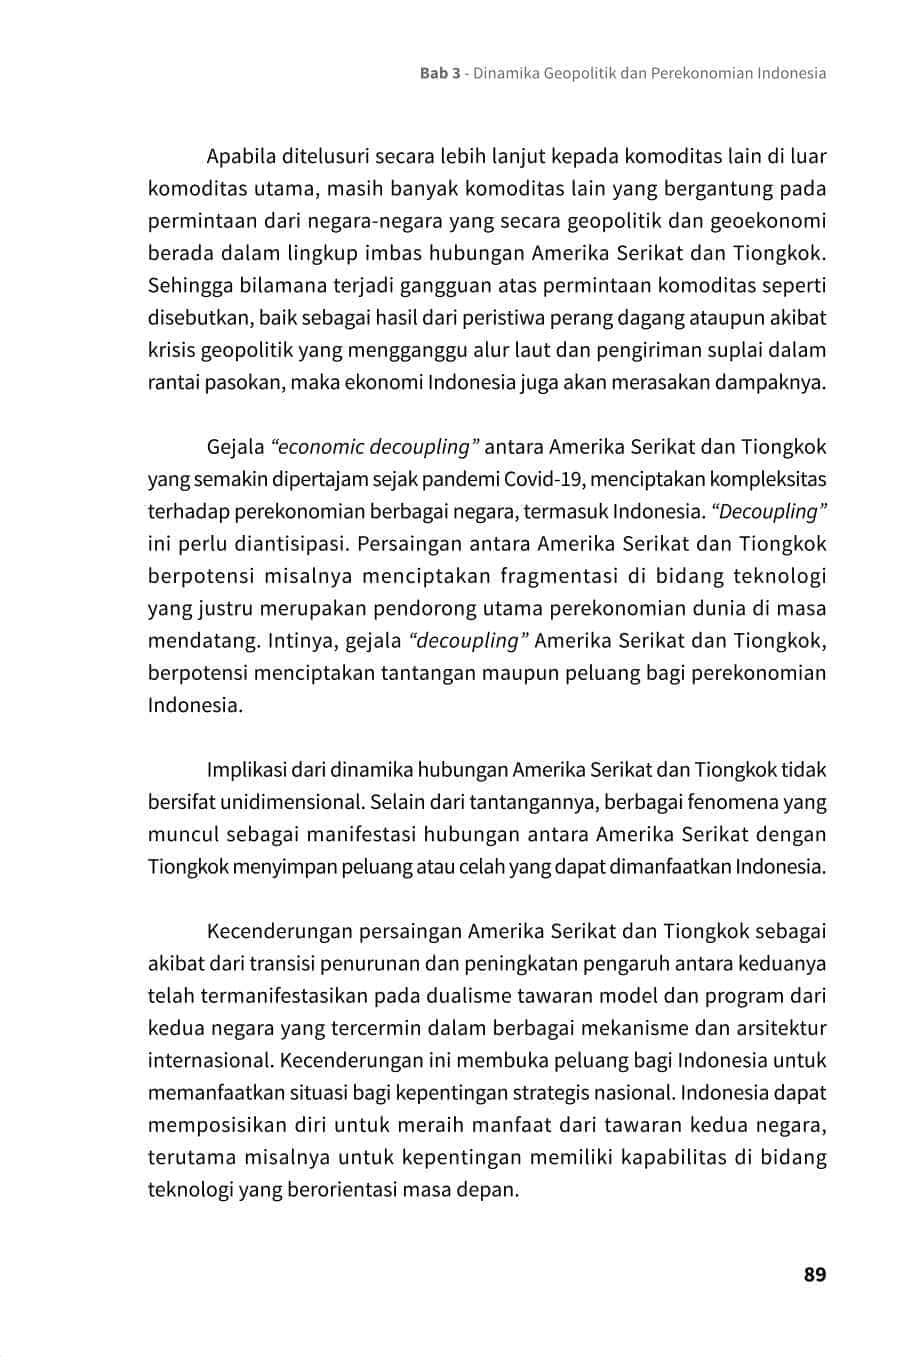 Bab 3 - Dinamika Geopolitik dan Perekonomian Indonesia
Apabila ditelusuri secara lebih lanjut kepada komoditas lain di luar
komoditas utama, masih banyak komoditas lain yang bergantung pada
permintaan dari negara-negara yang secara geopolitik dan geoekonomi
berada dalam lingkup imbas hubungan Amerika Serikat dan Tiongkok.
Sehingga bilamana terjadi gangguan atas permintaan komoditas seperti
disebutkan, baik sebagai hasil dari peristiwa perang dagang ataupun akibat
krisis geopolitik yang mengganggu alur laut dan pengiriman suplai dalam
rantai pasokan, maka ekonomi Indonesia juga akan merasakan dampaknya.
Gejala “economic decoupling” antara Amerika Serikat dan Tiongkok
yang semakin dipertajam sejak pandemi Covid-19, menciptakan kompleksitas
terhadap perekonomian berbagai negara, termasuk Indonesia. “Decoupling”
ini perlu diantisipasi. Persaingan antara Amerika Serikat dan Tiongkok
berpotensi misalnya menciptakan fragmentasi di bidang teknologi
yang justru merupakan pendorong utama perekonomian dunia di masa
mendatang. Intinya, gejala “decoupling” Amerika Serikat dan Tiongkok,
berpotensi menciptakan tantangan maupun peluang bagi perekonomian
Indonesia.
Implikasi dari dinamika hubungan Amerika Serikat dan Tiongkok tidak
bersifat unidimensional. Selain dari tantangannya, berbagai fenomena yang
muncul sebagai manifestasi hubungan antara Amerika Serikat dengan
Tiongkok menyimpan peluang atau celah yang dapat dimanfaatkan Indonesia.
Kecenderungan persaingan Amerika Serikat dan Tiongkok sebagai
akibat dari transisi penurunan dan peningkatan pengaruh antara keduanya
telah termanifestasikan pada dualisme tawaran model dan program dari
kedua negara yang tercermin dalam berbagai mekanisme dan arsitektur
internasional. Kecenderungan ini membuka peluang bagi Indonesia untuk
memanfaatkan situasi bagi kepentingan strategis nasional. Indonesia dapat
memposisikan diri untuk meraih manfaat dari tawaran kedua negara,
terutama misalnya untuk kepentingan memiliki kapabilitas di bidang
teknologi yang berorientasi masa depan.
89